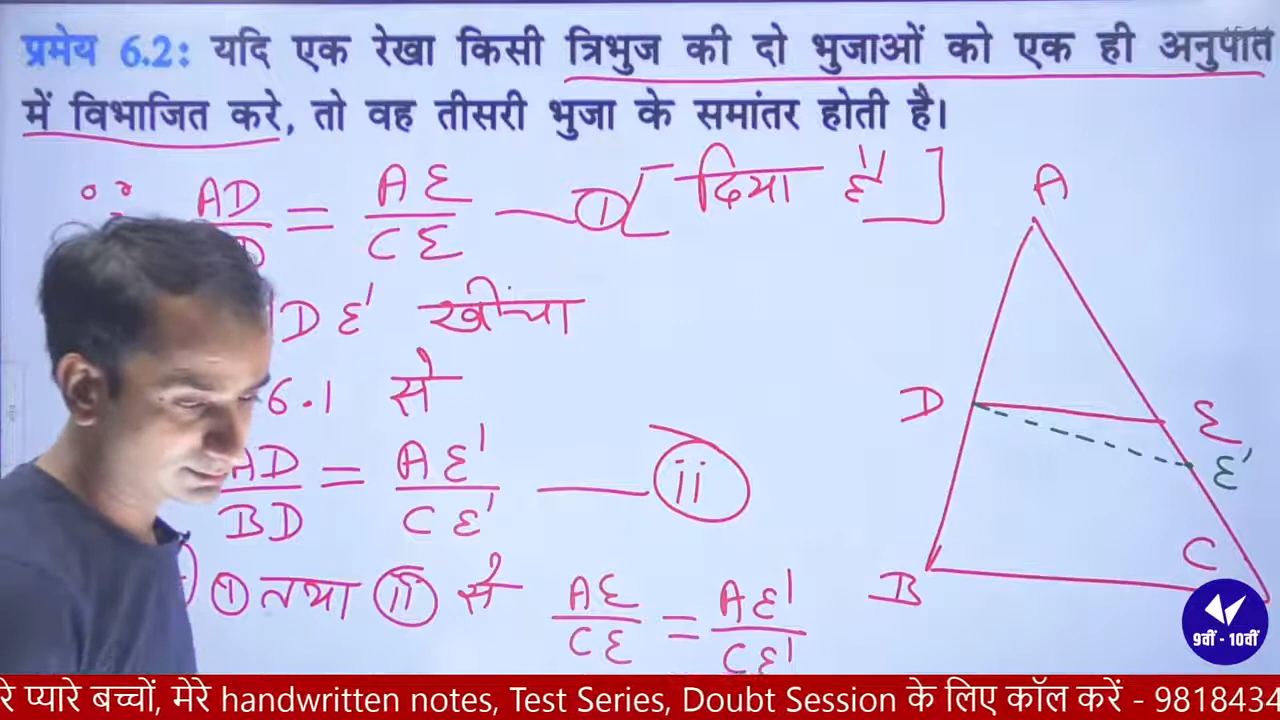 प्रमेय 6.2: यदि एक रेखा किसी त्रिभुज की दो भुजाओं को एक ही अनुपात
में विभाजित करे, तो वह तीसरी भुजा के समांतर होती है।
∵ AD/D = AE/CE — ① [दिया है]
DE' खींचा
6.1 से
AD/BD = AE'/CE' — ⅱ
① तथा ⅱ से AE/CE = AE'/CE'
A
D
E
E'
B
C
9वीं - 10वीं
रे प्यारे बच्चों, मेरे handwritten notes, Test Series, Doubt Session के लिए कॉल करें - 9818434